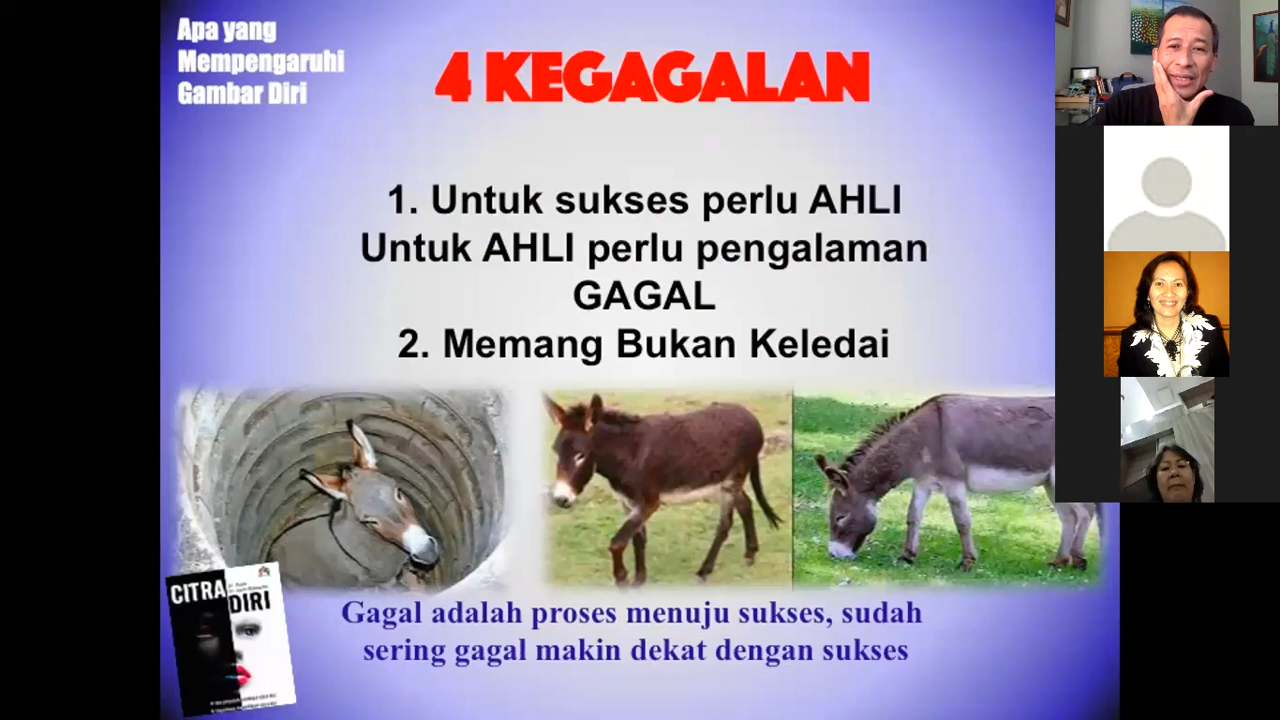 Apa yang
Mempengaruhi
Gambar Diri
4 KEGAGALAN
1. Untuk sukses perlu AHLI
Untuk AHLI perlu pengalaman
GAGAL
2. Memang Bukan Keledai
CITRA
DIRI
Gagal adalah proses menuju sukses, sudah
sering gagal makin dekat dengan sukses